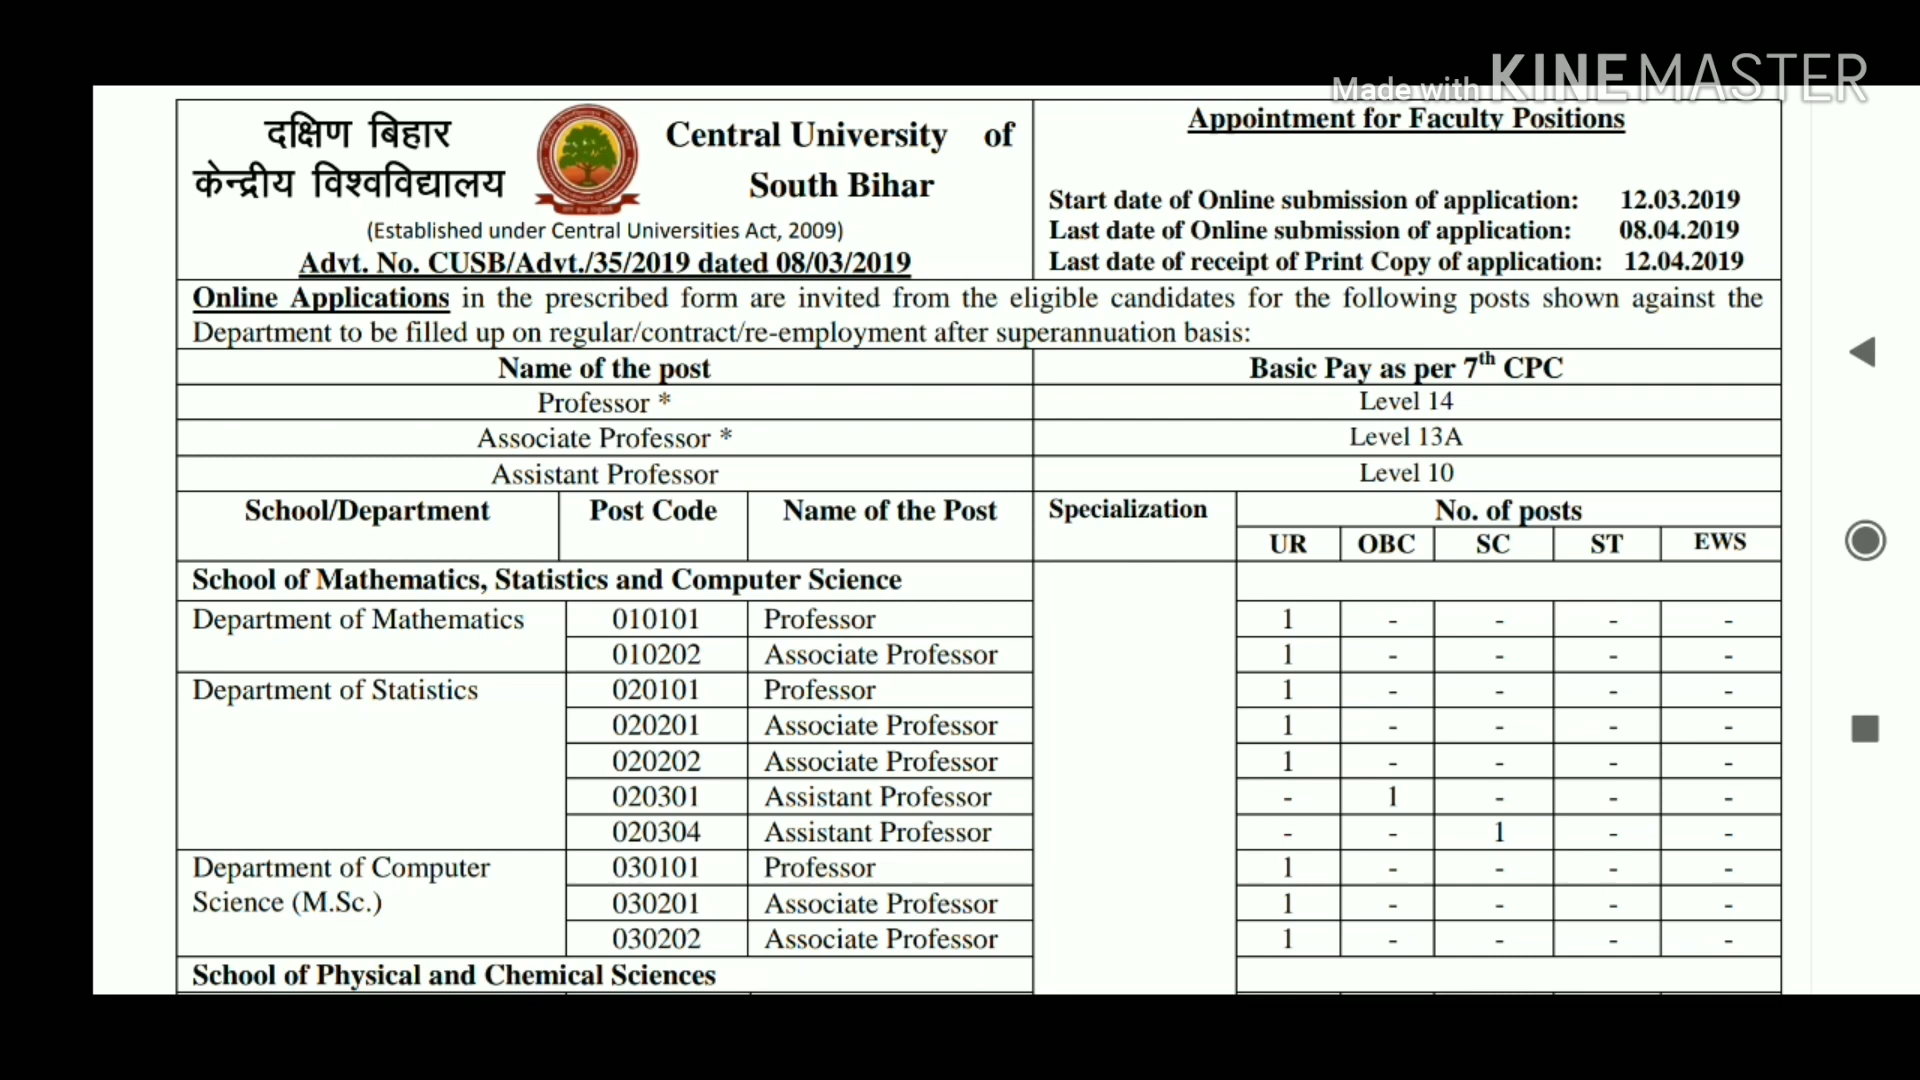 Made with KINEMASTER
दक्षिण बिहार
केन्द्रीय विश्वविद्यालय
Central University of
South Bihar
(Established under Central Universities Act, 2009)
Advt. No. CUSB/Advt./35/2019 dated 08/03/2019
Appointment for Faculty Positions
Start date of Online submission of application: 12.03.2019
Last date of Online submission of application: 08.04.2019
Last date of receipt of Print Copy of application: 12.04.2019
Online Applications in the prescribed form are invited from the eligible candidates for the following posts shown against the
Department to be filled up on regular/contract/re-employment after superannuation basis:
Name of the post Basic Pay as per 7th CPC
Professor * Level 14
Associate Professor * Level 13A
Assistant Professor Level 10
School/Department Post Code Name of the Post Specialization No. of posts
UR OBC SC ST EWS
School of Mathematics, Statistics and Computer Science
Department of Mathematics 010101 Professor 1 - - - -
010202 Associate Professor 1 - - - -
Department of Statistics 020101 Professor 1 - - - -
020201 Associate Professor 1 - - - -
020202 Associate Professor 1 - - - -
020301 Assistant Professor - 1 - - -
020304 Assistant Professor - - 1 - -
Department of Computer 030101 Professor 1 - - - -
Science (M.Sc.) 030201 Associate Professor 1 - - - -
030202 Associate Professor 1 - - - -
School of Physical and Chemical Sciences